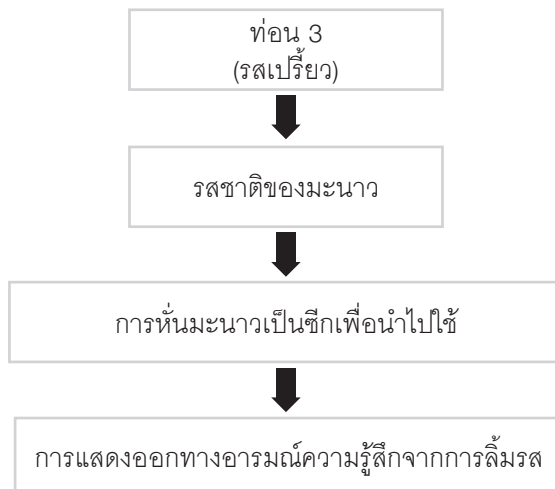 ท่อน 3
(รสเปรี้ยว)
รสชาติของมะนาว
การหั่นมะนาวเป็นซีกเพื่อนำไปใช้
การแสดงออกทางอารมณ์ความรู้สึกจากการลิ้มรส